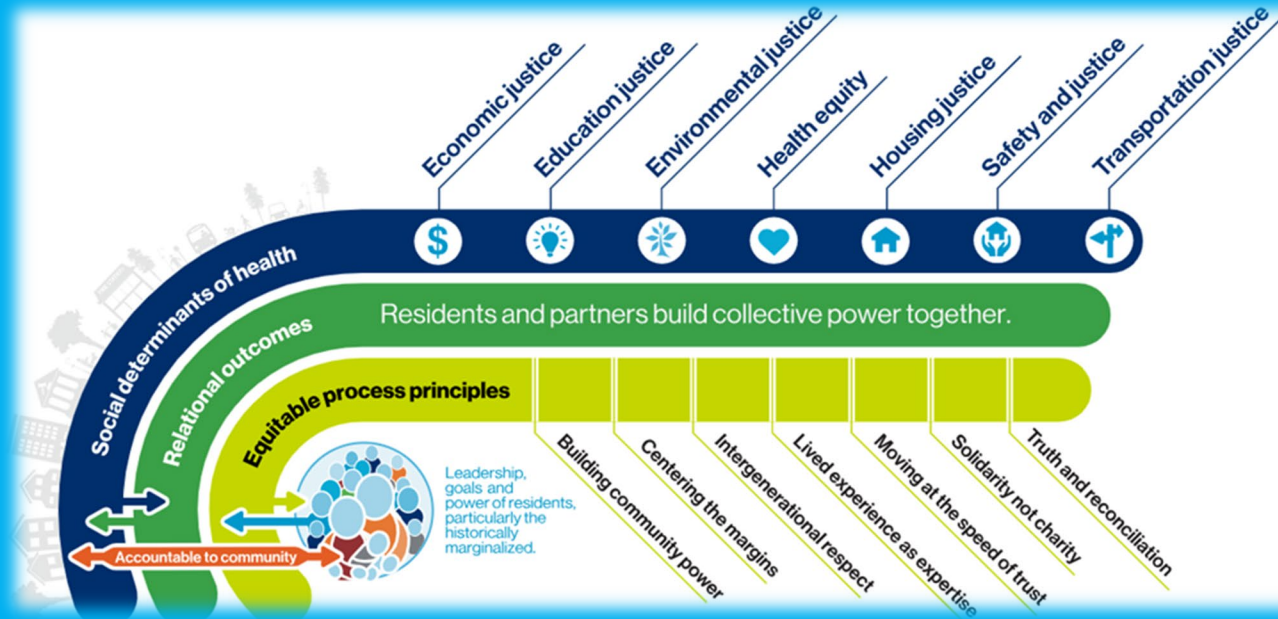 Economic justice
Education justice
Environmental justice
Health equity
Housing justice
Safety and justice
Transportation justice
$
Social determinants of health
Relational outcomes
Residents and partners build collective power together.
Equitable process principles
Building community power
Centering the margins
Intergenerational respect
Lived experience as expertise
Moving at the speed of trust
Solidarity not charity
Truth and reconciliation
Leadership,
goals and
power of residents,
particularly the
historically
marginalized.
Accountable to community